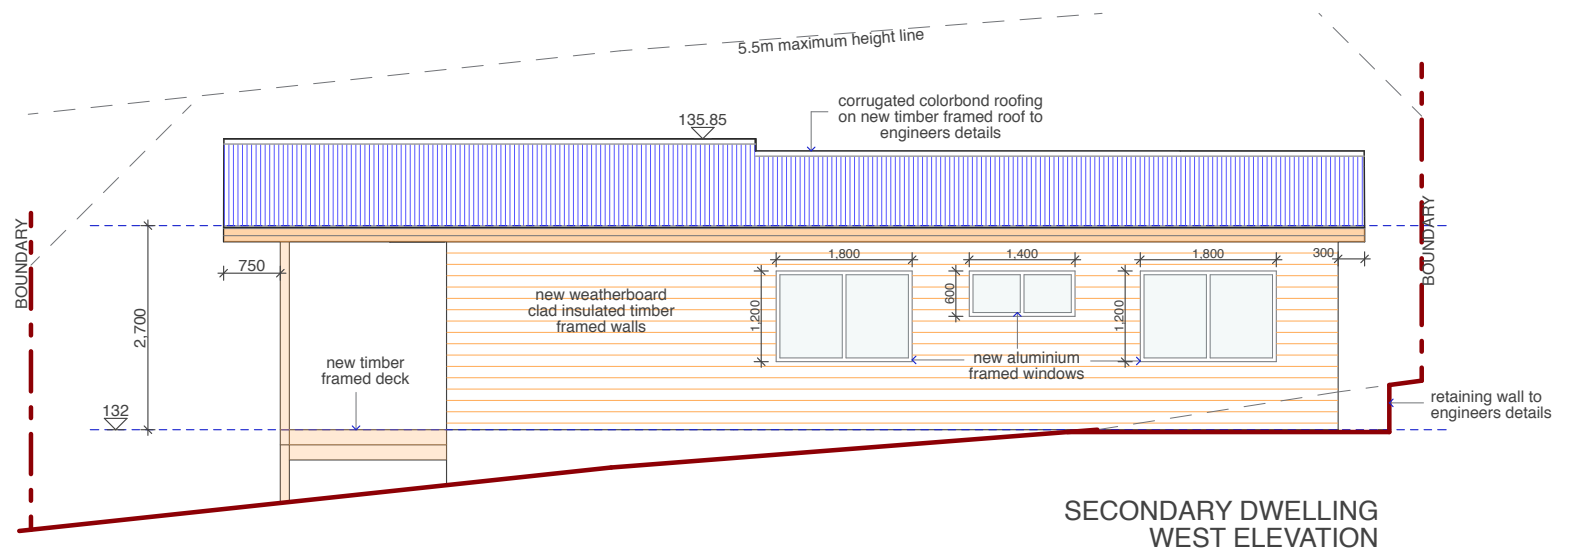 5.5m maximum height line
corrugated colorbond roofing
on new timber framed roof to
engineers details
135.85
BOUNDARY
BOUNDARY
750
1,800
1,400
300
1,800
2,700
1,200
600
1,200
new weatherboard
clad insulated timber
framed walls
new timber
framed deck
new aluminium
framed windows
132
retaining wall to
engineers details
SECONDARY DWELLING
WEST ELEVATION